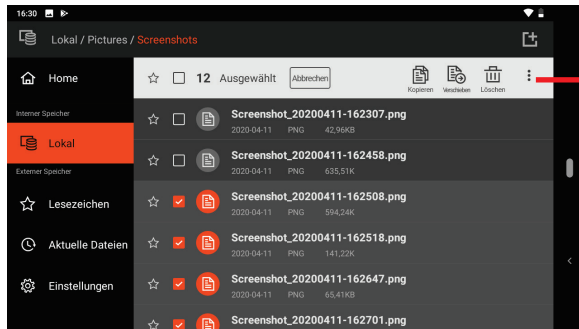 16:30
Lokal / Pictures / Screenshots
Home
12 Ausgewählt Abbrechen
Kopieren Verschieben Löschen
Interner Speicher
Lokal
Externer Speicher
Lesezeichen
Aktuelle Dateien
Einstellungen
Screenshot_20200411-162307.png
2020-04-11 PNG 42,96KB
Screenshot_20200411-162458.png
2020-04-11 PNG 635,51K
Screenshot_20200411-162508.png
2020-04-11 PNG 594,24K
Screenshot_20200411-162518.png
2020-04-11 PNG 141,22K
Screenshot_20200411-162647.png
2020-04-11 PNG 65,41KB
Screenshot_20200411-162701.png